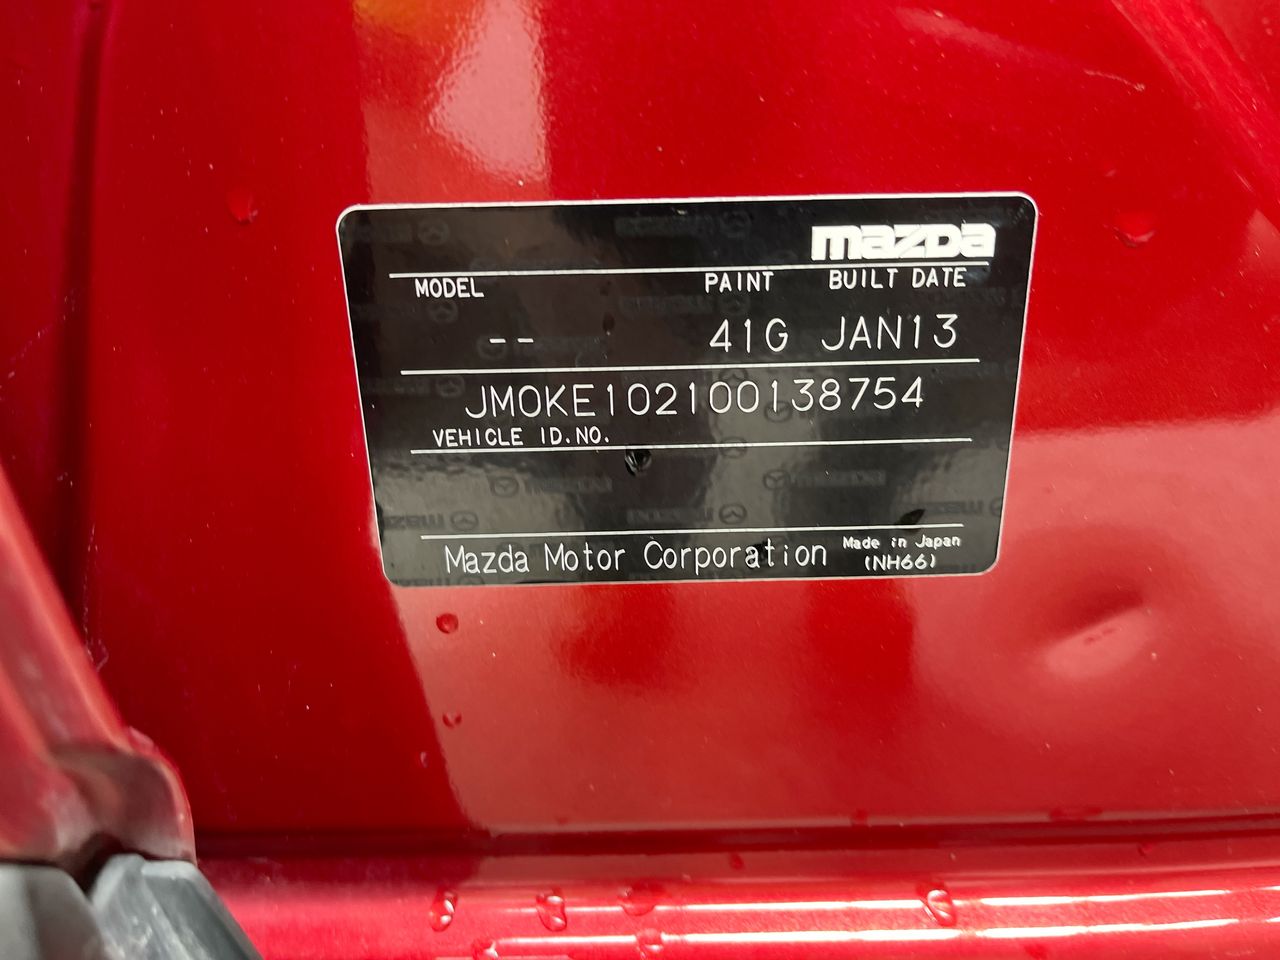 mazda
MODEL PAINT BUILT DATE
-- 41G JAN13
JM0KE102100138754
VEHICLE ID.NO.
Mazda Motor Corporation Made in Japan
(NH66)